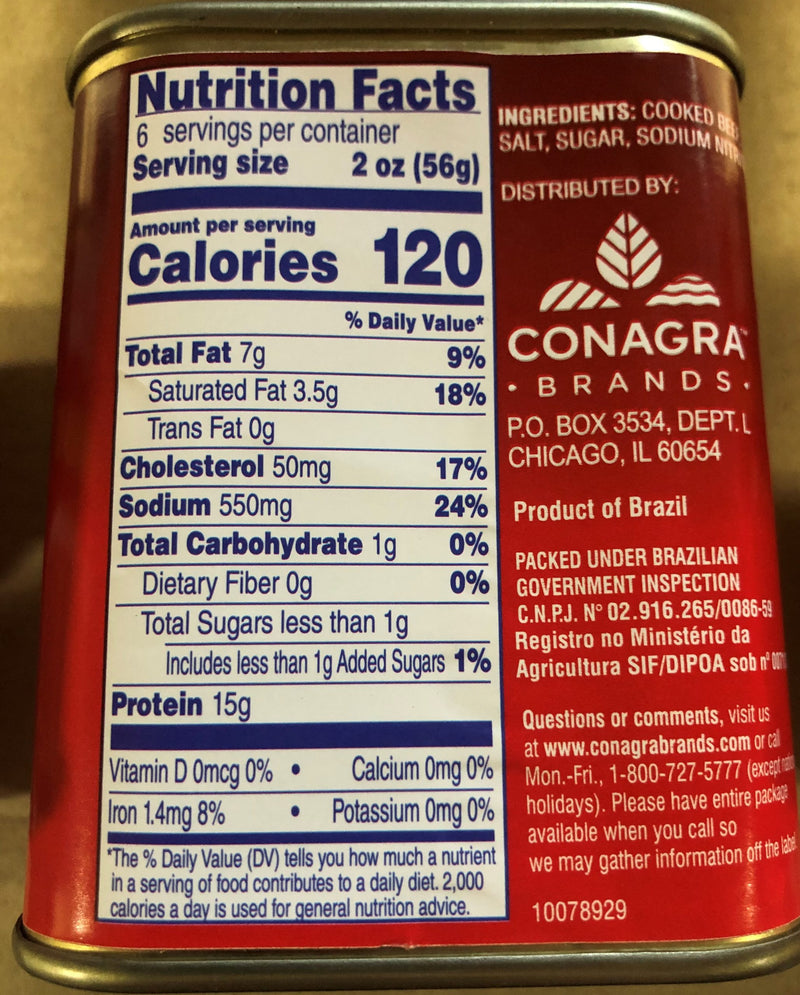 Nutrition Facts
6 servings per container
Serving size 2 oz (56g)
Amount per serving
Calories 120
% Daily Value*
Total Fat 7g 9%
Saturated Fat 3.5g 18%
Trans Fat 0g
Cholesterol 50mg 17%
Sodium 550mg 24%
Total Carbohydrate 1g 0%
Dietary Fiber 0g 0%
Total Sugars less than 1g
Includes less than 1g Added Sugars 1%
Protein 15g
Vitamin D 0mcg 0% • Calcium 0mg 0%
Iron 1.4mg 8% • Potassium 0mg 0%
*The % Daily Value (DV) tells you how much a nutrient
in a serving of food contributes to a daily diet. 2,000
calories a day is used for general nutrition advice.
INGREDIENTS: COOKED
SALT, SUGAR, SODIUM
DISTRIBUTED BY:
CONAGRA™
• BRANDS •
P.O. BOX 3534, DEPT. L
CHICAGO, IL 60654
Product of Brazil
PACKED UNDER BRAZILIAN
GOVERNMENT INSPECTION
C.N.P.J. Nº 02.916.265/0086-59
Registro no Ministério da
Agricultura SIF/DIPOA sob nº
Questions or comments, visit us
at www.conagrabrands.com or call
Mon.-Fri., 1-800-727-5777 (except
holidays). Please have entire package
available when you call so
we may gather information off the label
10078929